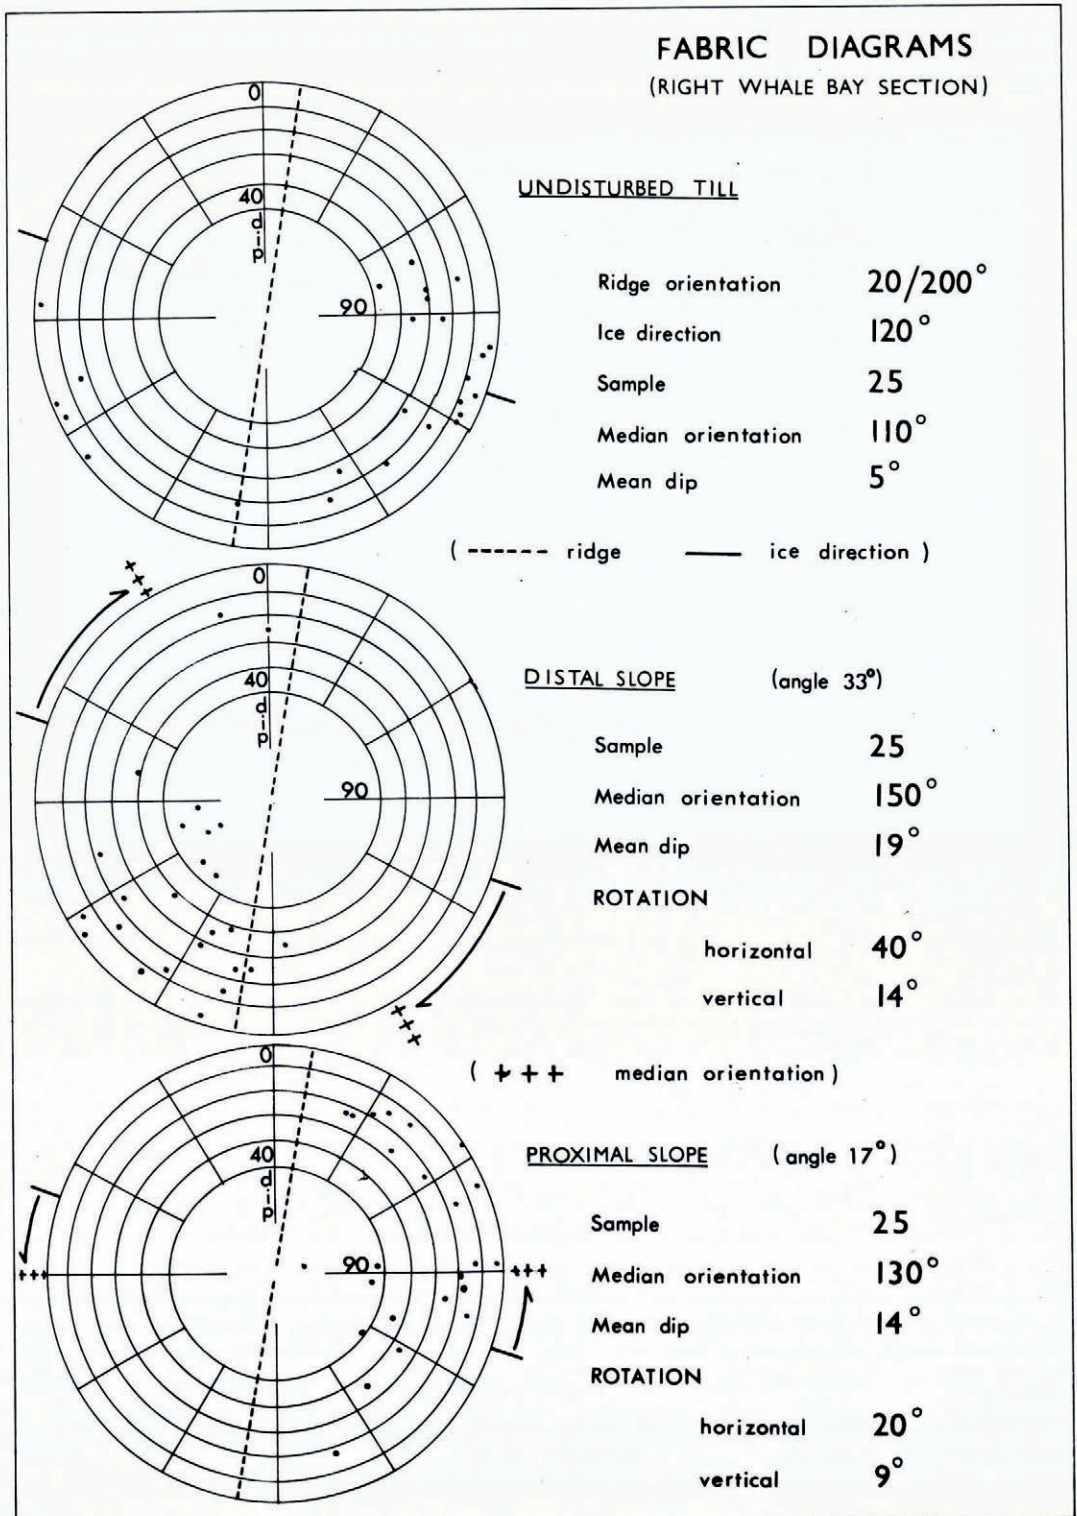 FABRIC DIAGRAMS
(RIGHT WHALE BAY SECTION)
0
40
dip
90
UNDISTURBED TILL
Ridge orientation 20/200°
Ice direction 120°
Sample 25
Median orientation 110°
Mean dip 5°
( ------ ridge —— ice direction )
0
40
dip
90
DISTAL SLOPE (angle 33°)
Sample 25
Median orientation 150°
Mean dip 19°
ROTATION
horizontal 40°
vertical 14°
( +++ median orientation )
0
40
dip
90
PROXIMAL SLOPE (angle 17°)
Sample 25
Median orientation 130°
Mean dip 14°
ROTATION
horizontal 20°
vertical 9°